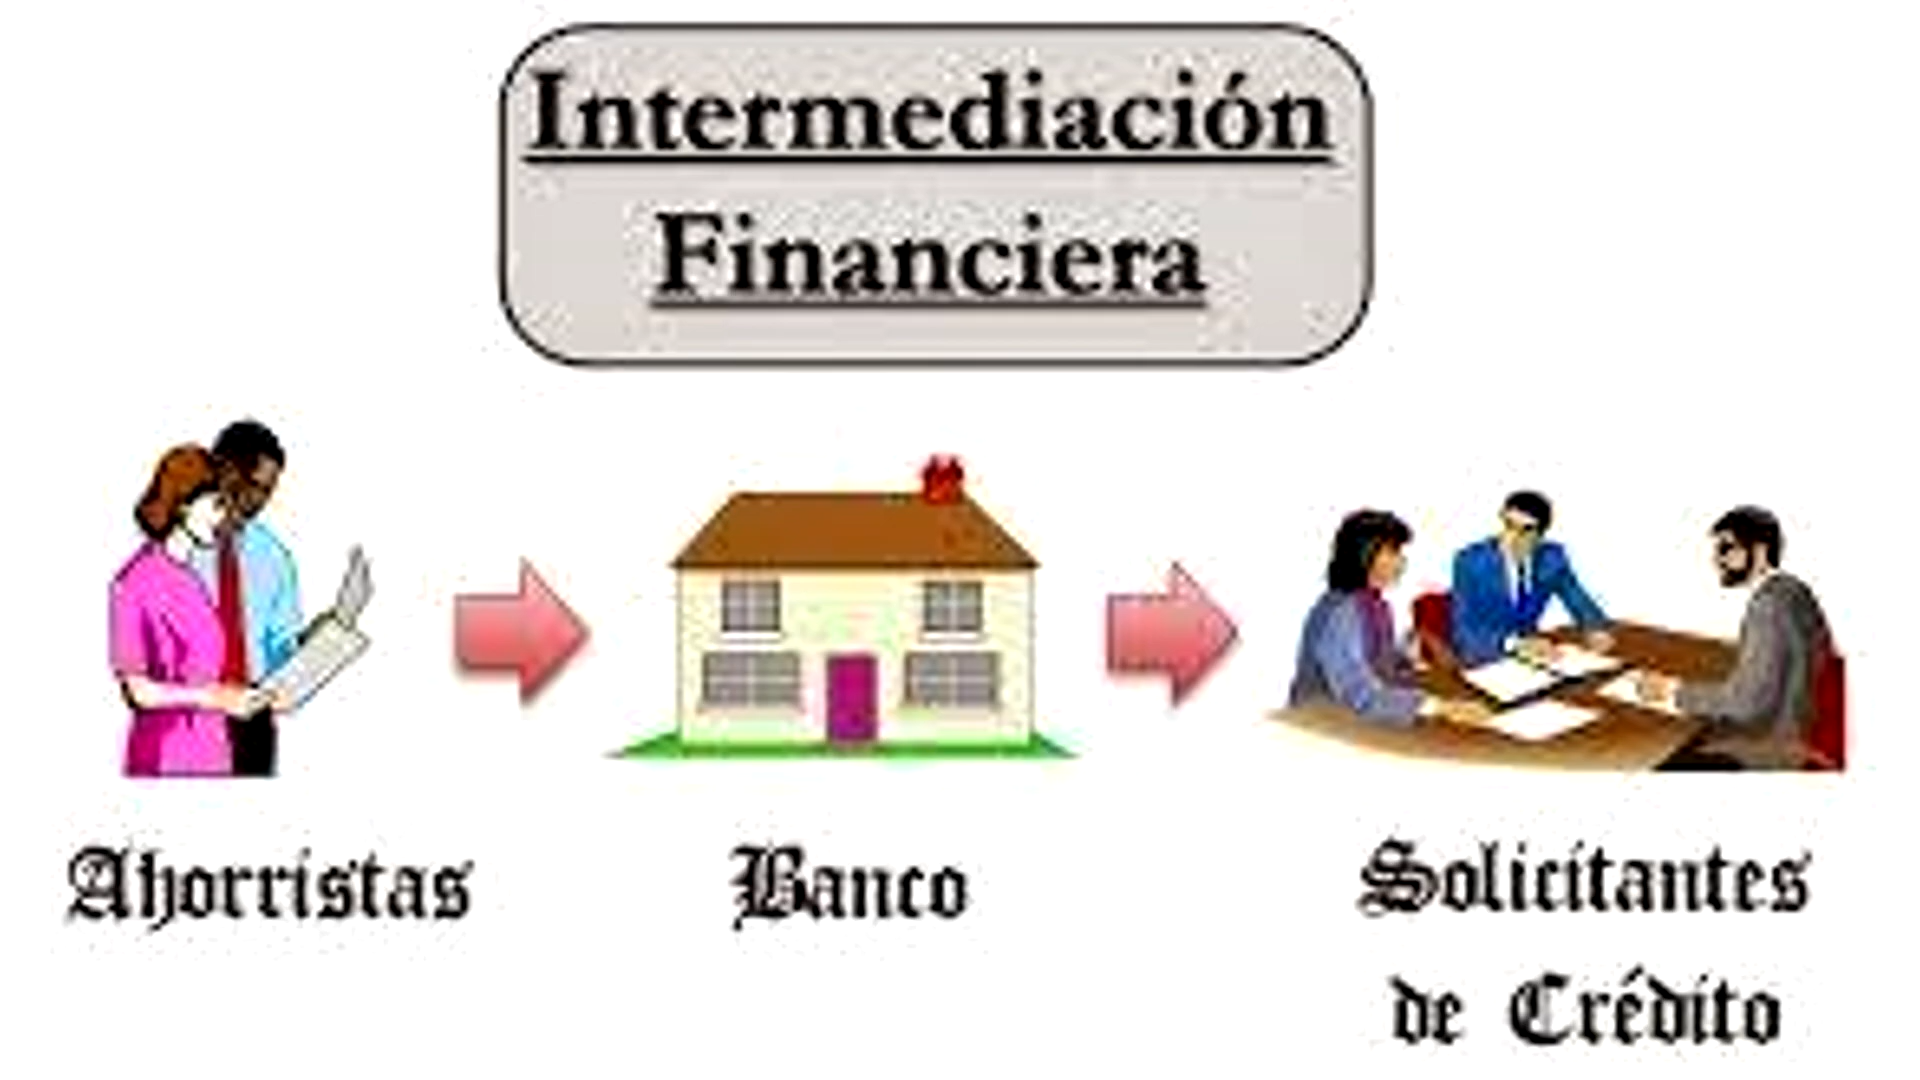 Intermediación
Financiera
Ahorristas
Banco
Solicitantes
de Crédito